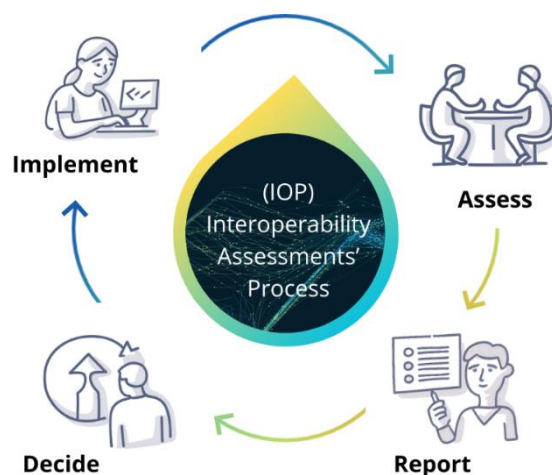 Implement
Assess
(IOP)
Interoperability
Assessments’
Process
Decide
Report